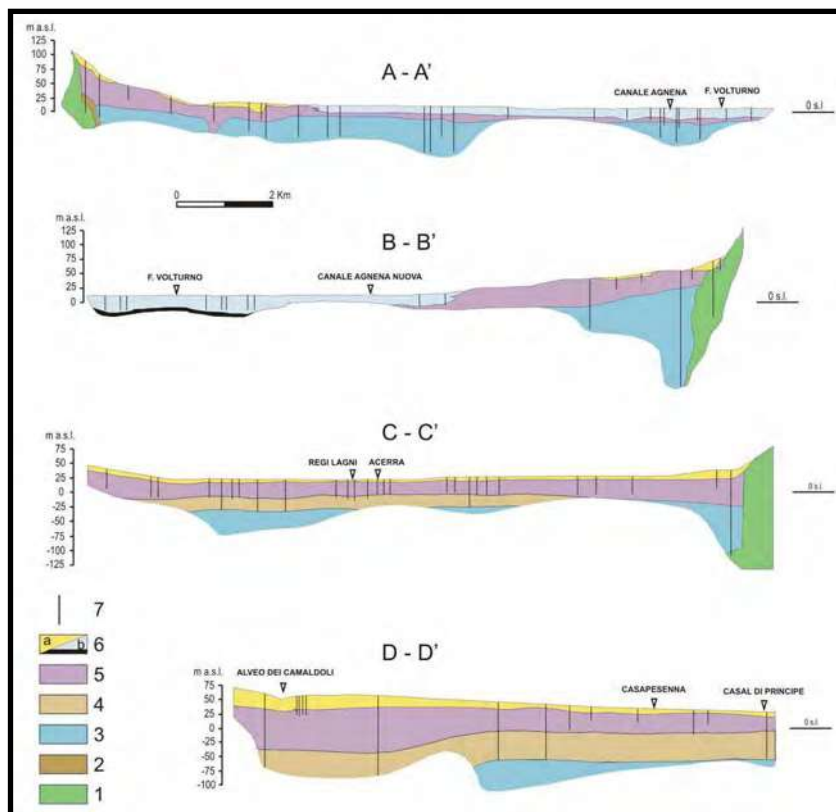 m a.s.l.
125
100
75
50
25
0
A - A'
CANALE AGNENA
F. VOLTURNO
0 s.l
0
2 Km
m a.s.l.
125
100
75
50
25
0
B - B'
F. VOLTURNO
CANALE AGNENA NUOVA
0 s.l.
C - C'
m a.s.l.
75
50
25
0
-25
-50
-75
-100
-125
REGI LAGNI
ACERRA
0 s.l.
7
a
b
6
5
4
3
2
1
D - D'
m a.s.l.
75
50
25
0
-25
-50
-75
-100
ALVEO DEI CAMALDOLI
CASAPESENNA
CASAL DI PRINCIPE
0 s.l.